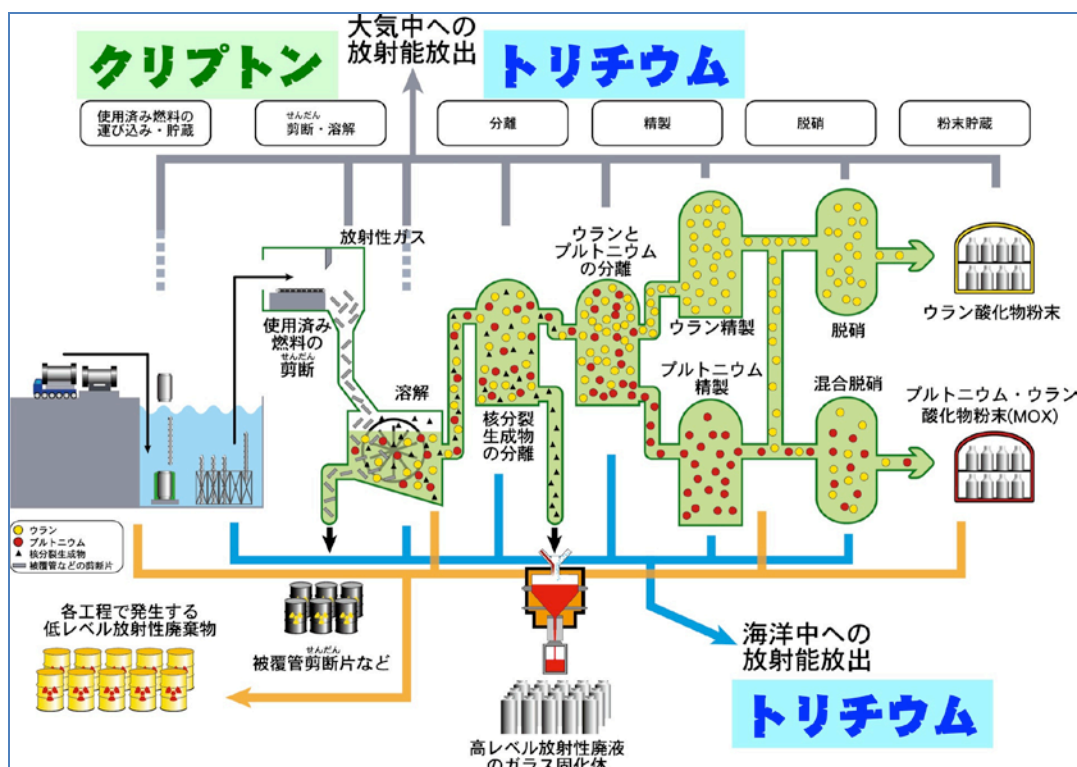 クリプトン
大気中への
放射能放出
トリチウム
使用済み燃料の
運び込み・貯蔵
せんだん
剪断・溶解
分離
精製
脱硝
粉末貯蔵
放射性ガス
使用済み
燃料の
せんだん
剪断
溶解
核分裂
生成物
の分離
ウランと
プルトニウム
の分離
ウラン精製
プルトニウム
精製
脱硝
混合脱硝
ウラン酸化物粉末
プルトニウム・ウラン
酸化物粉末(MOX)
ウラン
プルトニウム
核分裂生成物
被覆管などの剪断片
各工程で発生する
低レベル放射性廃棄物
せんだん
被覆管剪断片など
高レベル放射性廃液
のガラス固化体
海洋中への
放射能放出
トリチウム